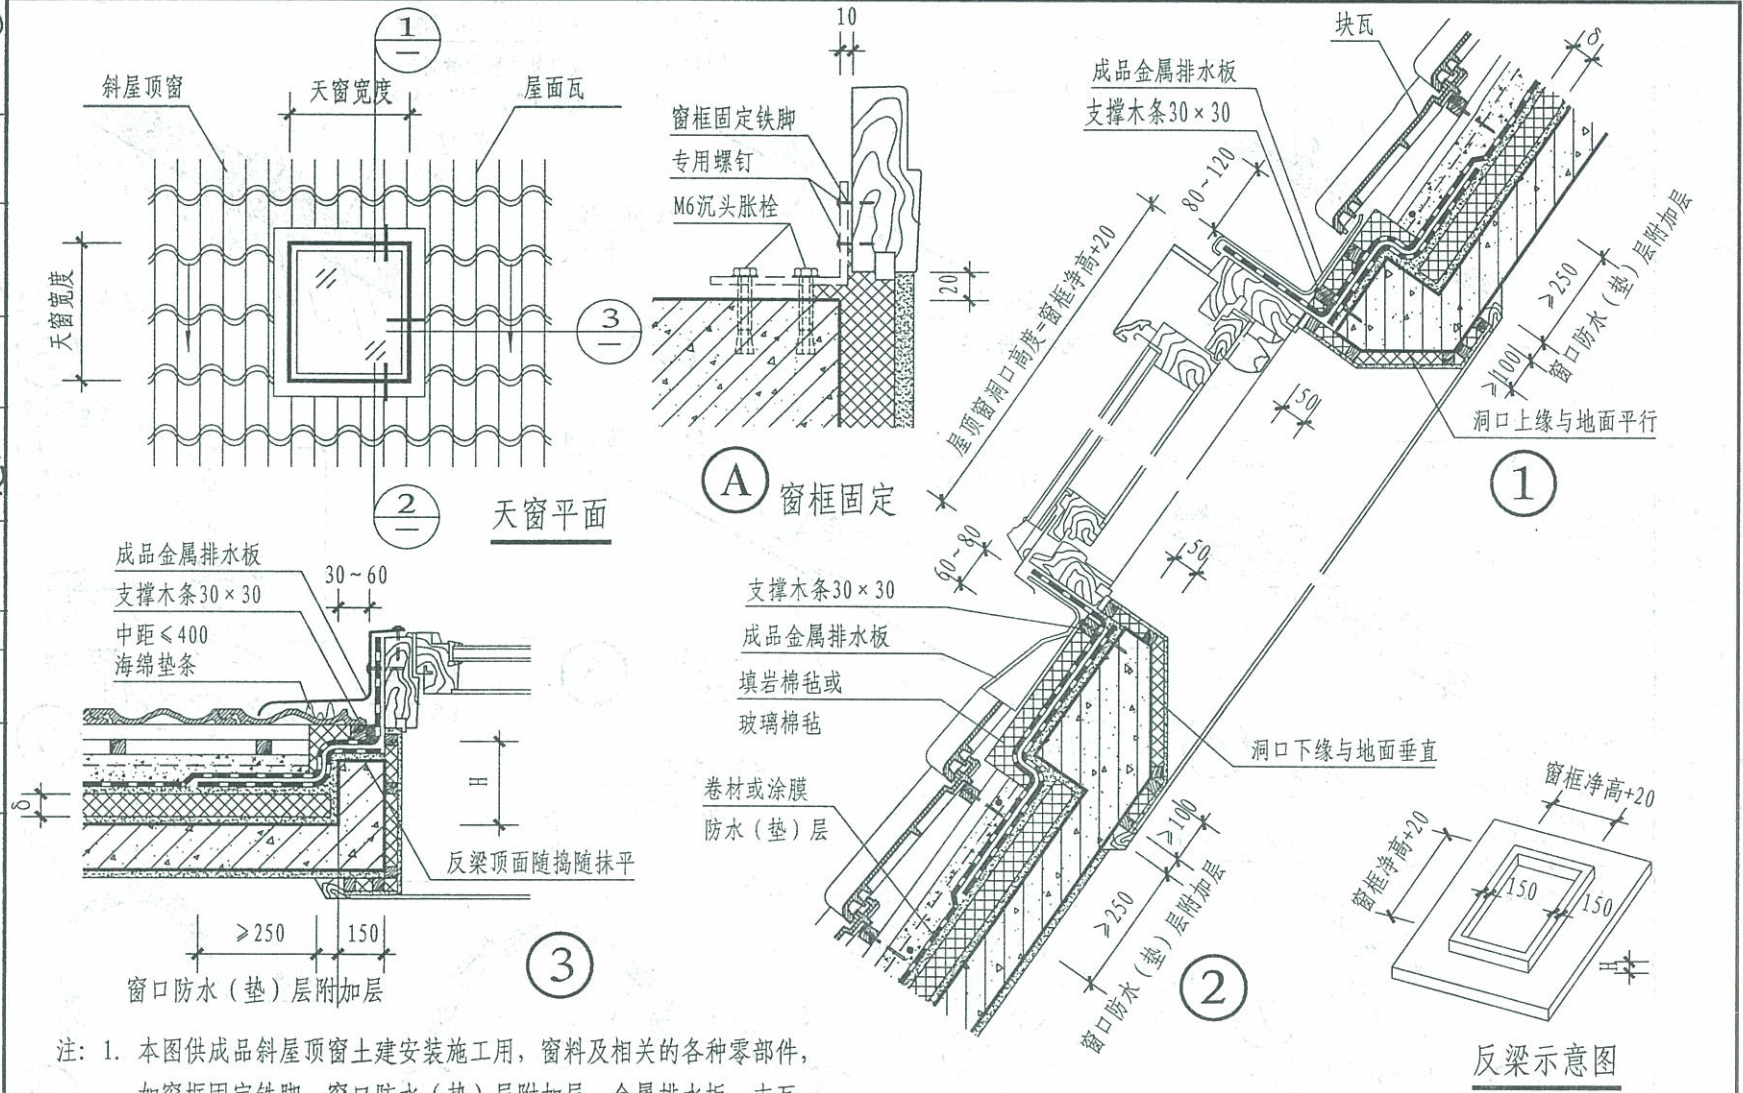 1
斜屋顶窗
天窗宽度
屋面瓦
天窗宽度
3
2
天窗平面
10
窗框固定铁脚
专用螺钉
M6沉头胀栓
20
A 窗框固定
块瓦
δ
成品金属排水板
支撑木条30×30
80~120
屋顶窗洞口高度=窗框净高+20
≥250
窗口防水(垫)层附加层
≥100
50
洞口上缘与地面平行
1
成品金属排水板
支撑木条30×30
中距≤400
海绵垫条
30~60
δ
H
反梁顶面随捣随抹平
≥250
150
窗口防水(垫)层附加层
3
60~80
50
支撑木条30×30
成品金属排水板
填岩棉毡或
玻璃棉毡
卷材或涂膜
防水(垫)层
洞口下缘与地面垂直
≥100
≥250
窗口防水(垫)层附加层
2
窗框净高+20
窗框净高+20
150
150
H
反梁示意图
注: 1. 本图供成品斜屋顶窗土建安装施工用, 窗料及相关的各种零部件,